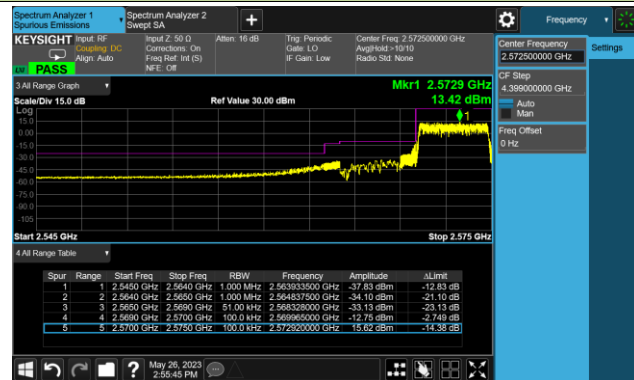 Spectrum Analyzer 1
Spurious Emissions
Spectrum Analyzer 2
Swept SA
+
Frequency
KEYSIGHT
Input: RF
Coupling: DC
Align: Auto
Input Z: 50 Ω
Corrections: On
Freq Ref: Int (S)
NFE: Off
Atten: 16 dB
Trig: Periodic
Gate: LO
IF Gain: Low
Center Freq: 2.572500000 GHz
Avg|Hold:>10/10
Radio Std: None
PASS
Center Frequency
2.572500000 GHz
Settings
CF Step
4.399000000 GHz
Auto
Man
Freq Offset
0 Hz
3 All Range Graph
Mkr1 2.5729 GHz
13.42 dBm
Scale/Div 15.0 dB
Ref Value 30.00 dBm
Log
15.0
0.00
-15.0
-30.0
-45.0
-60.0
-75.0
-90.0
-105
1
Start 2.545 GHz
Stop 2.575 GHz
4 All Range Table
Spur Range Start Freq Stop Freq RBW Frequency Amplitude ΔLimit
1 1 2.5450 GHz 2.5640 GHz 1.000 MHz 2.563933500 GHz -37.83 dBm -12.83 dB
2 2 2.5640 GHz 2.5650 GHz 1.000 MHz 2.564837500 GHz -34.10 dBm -21.10 dB
3 3 2.5650 GHz 2.5690 GHz 51.00 kHz 2.568328000 GHz -33.13 dBm -23.13 dB
4 4 2.5690 GHz 2.5700 GHz 100.0 kHz 2.569965000 GHz -12.75 dBm -2.749 dB
5 5 2.5700 GHz 2.5750 GHz 100.0 kHz 2.572920000 GHz 15.62 dBm -14.38 dB
?
May 26, 2023
2:55:45 PM